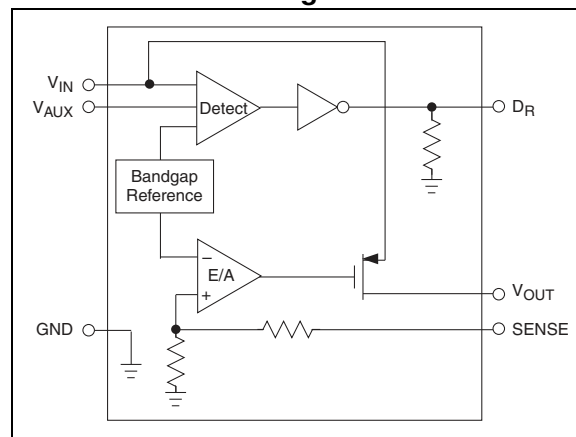 V_IN
V_AUX
Detect
D_R
Bandgap
Reference
−
E/A
+
V_OUT
GND
SENSE